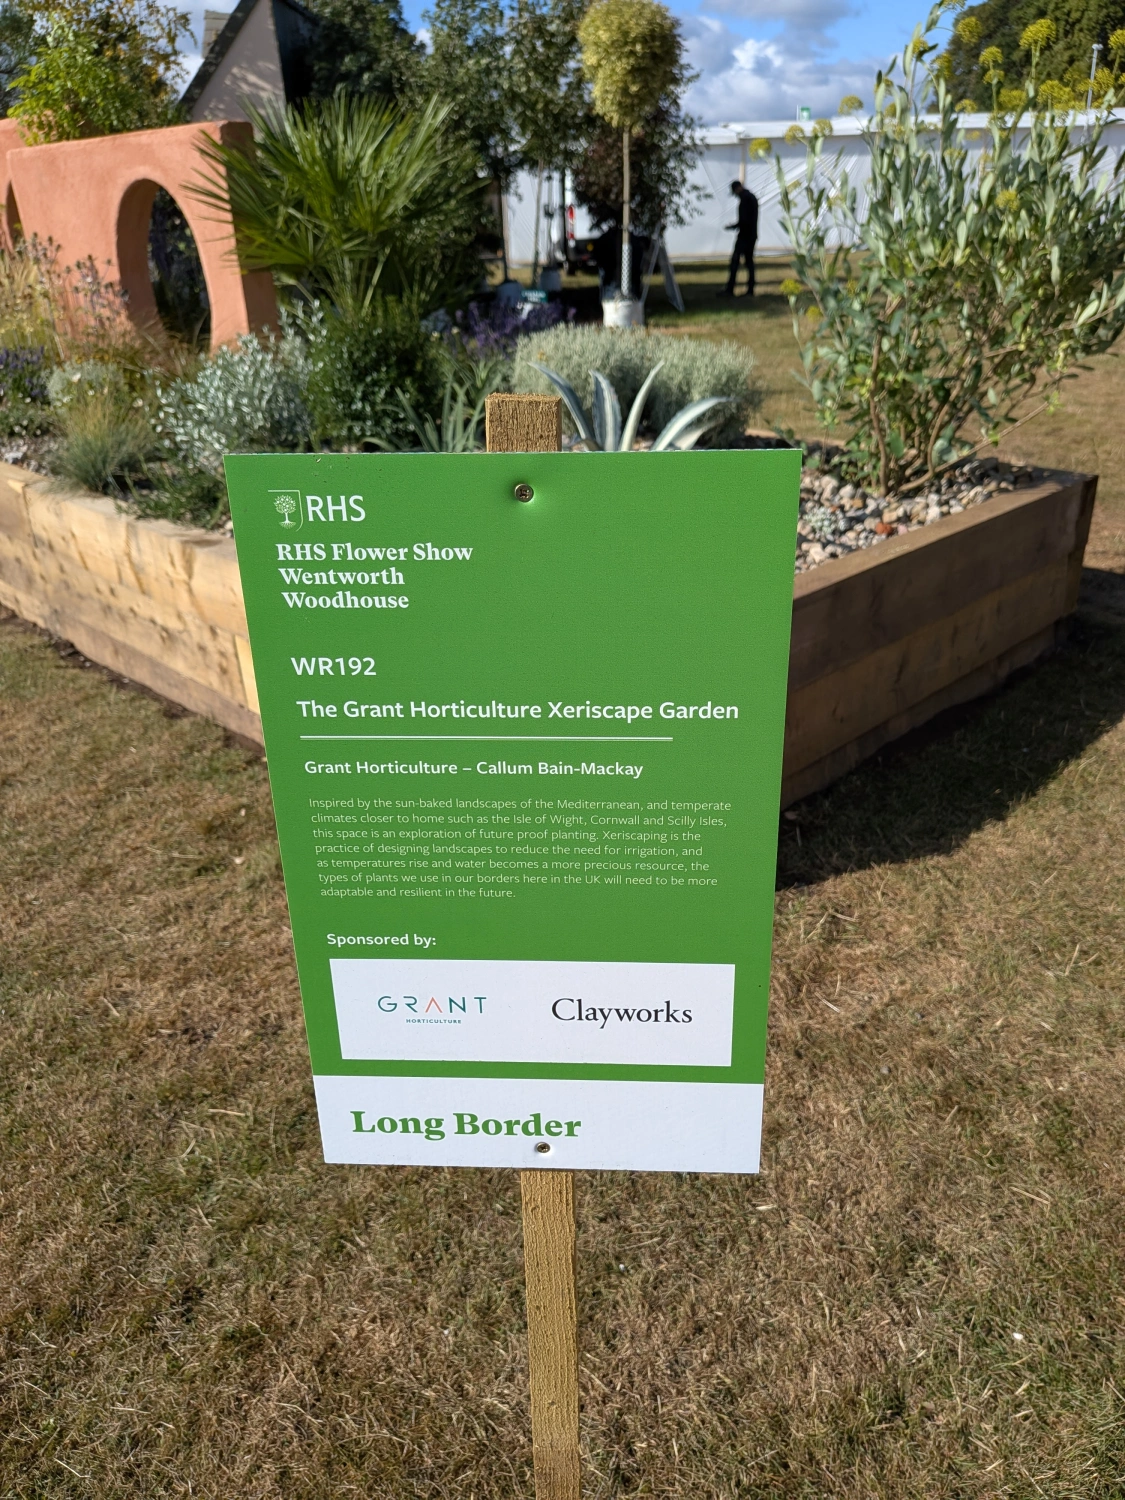 RHS
RHS Flower Show
Wentworth
Woodhouse
WR192
The Grant Horticulture Xeriscape Garden
Grant Horticulture – Callum Bain-Mackay
Inspired by the sun-baked landscapes of the Mediterranean, and temperate
climates closer to home such as the Isle of Wight, Cornwall and Scilly Isles,
this space is an exploration of future proof planting. Xeriscaping is the
practice of designing landscapes to reduce the need for irrigation, and
as temperatures rise and water becomes a more precious resource, the
types of plants we use in our borders here in the UK will need to be more
adaptable and resilient in the future.
Sponsored by:
GRANT
HORTICULTURE
Clayworks
Long Border